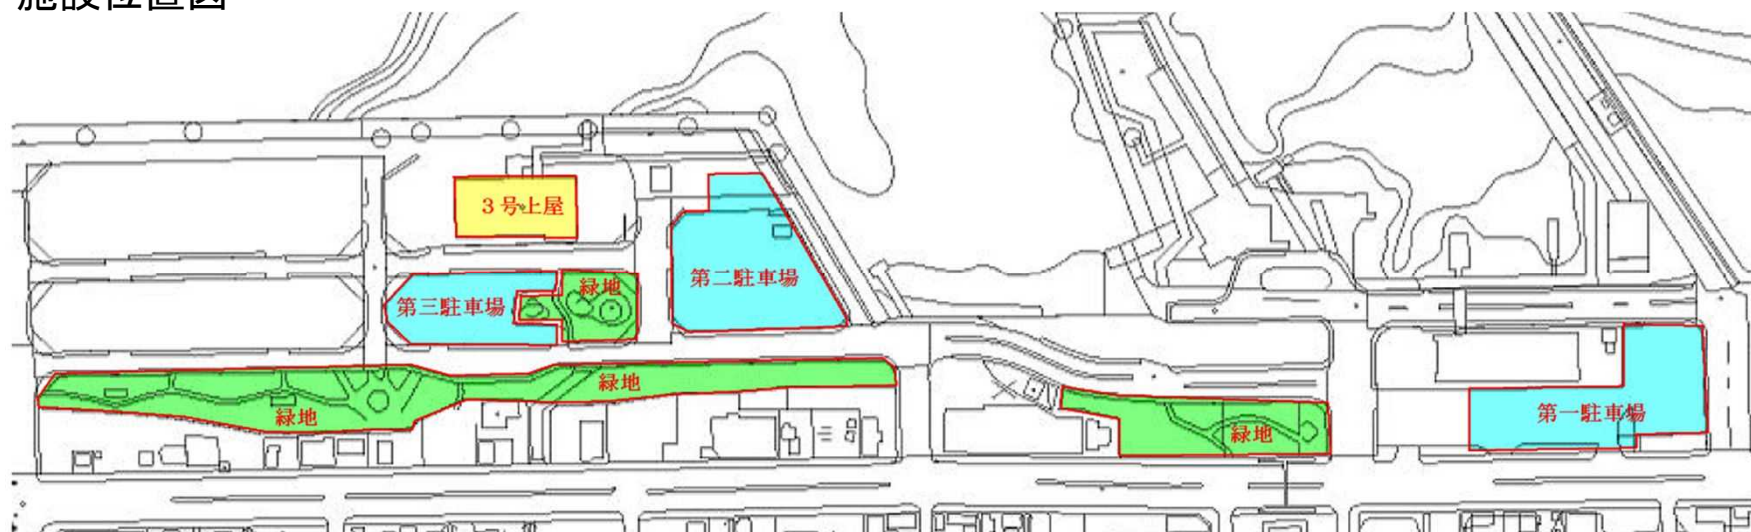 施設位置図
3号上屋
第二駐車場
緑地
第三駐車場
緑地
緑地
緑地
第一駐車場